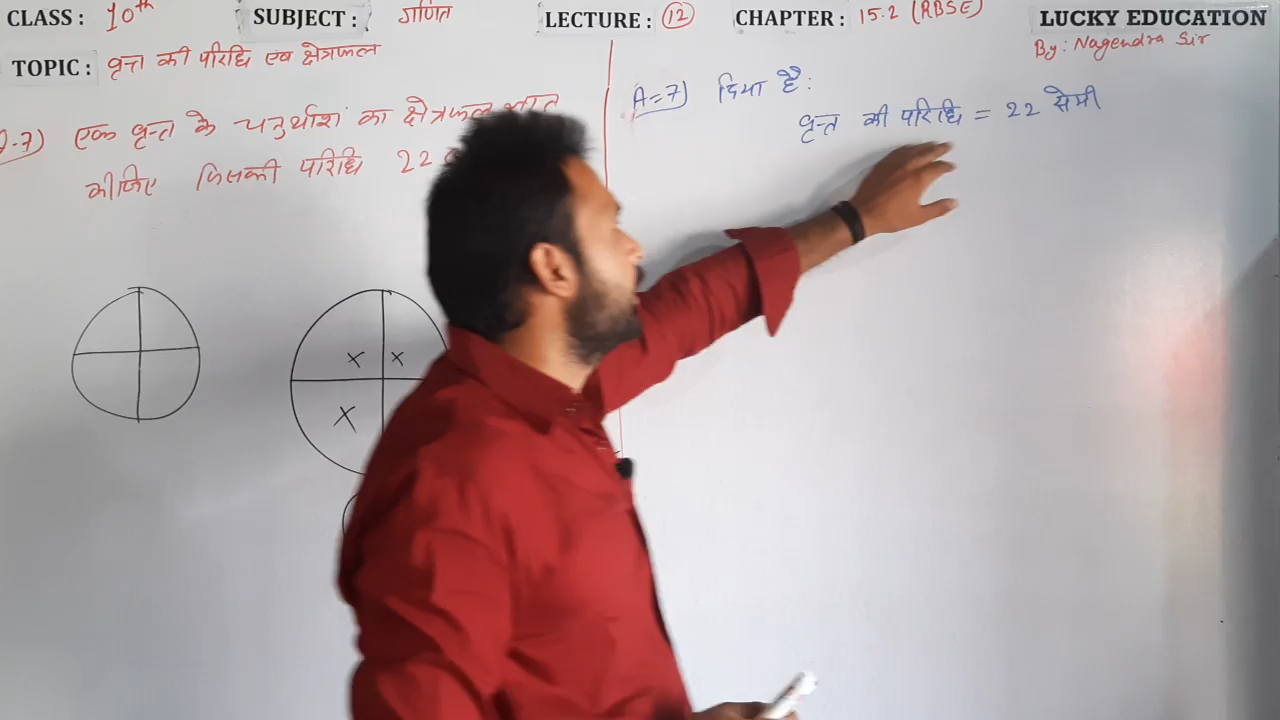 CLASS : 10th SUBJECT : गणित LECTURE : 12 CHAPTER : 15.2 (RBSE) LUCKY EDUCATION
By: Nagendra Sir
TOPIC : वृत्त की परिधि एवं क्षेत्रफल
Q.7) एक वृन्त के चतुर्थांश का क्षेत्रफल ज्ञात
कीजिए जिसकी परिधि 22
A=7) दिया है:
वृन्त की परिधि = 22 सेमी